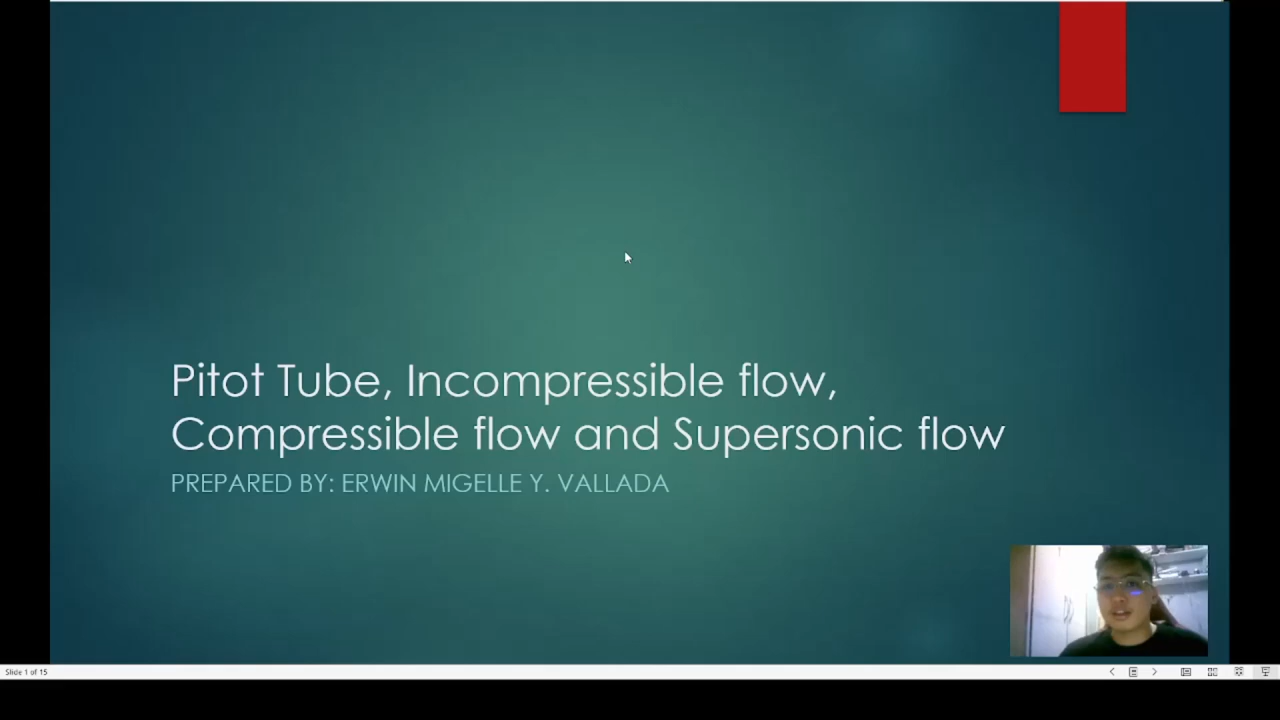 Pitot Tube, Incompressible flow,
Compressible flow and Supersonic flow
PREPARED BY: ERWIN MIGELLE Y. VALLADA
Slide 1 of 15